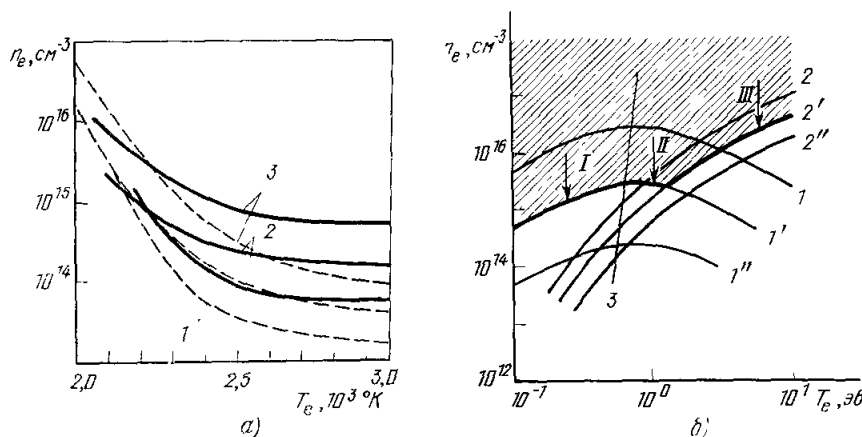 n_e, см^-3
10^16
10^15
10^14
3
2
1
2,0
2,5
3,0
T_e, 10^3 °K
а)
n_e, см^-3
10^16
10^14
10^12
I
II
III
2
2'
2"
1
1'
1"
3
10^-1
10^0
10^1
T_e, эв
б)